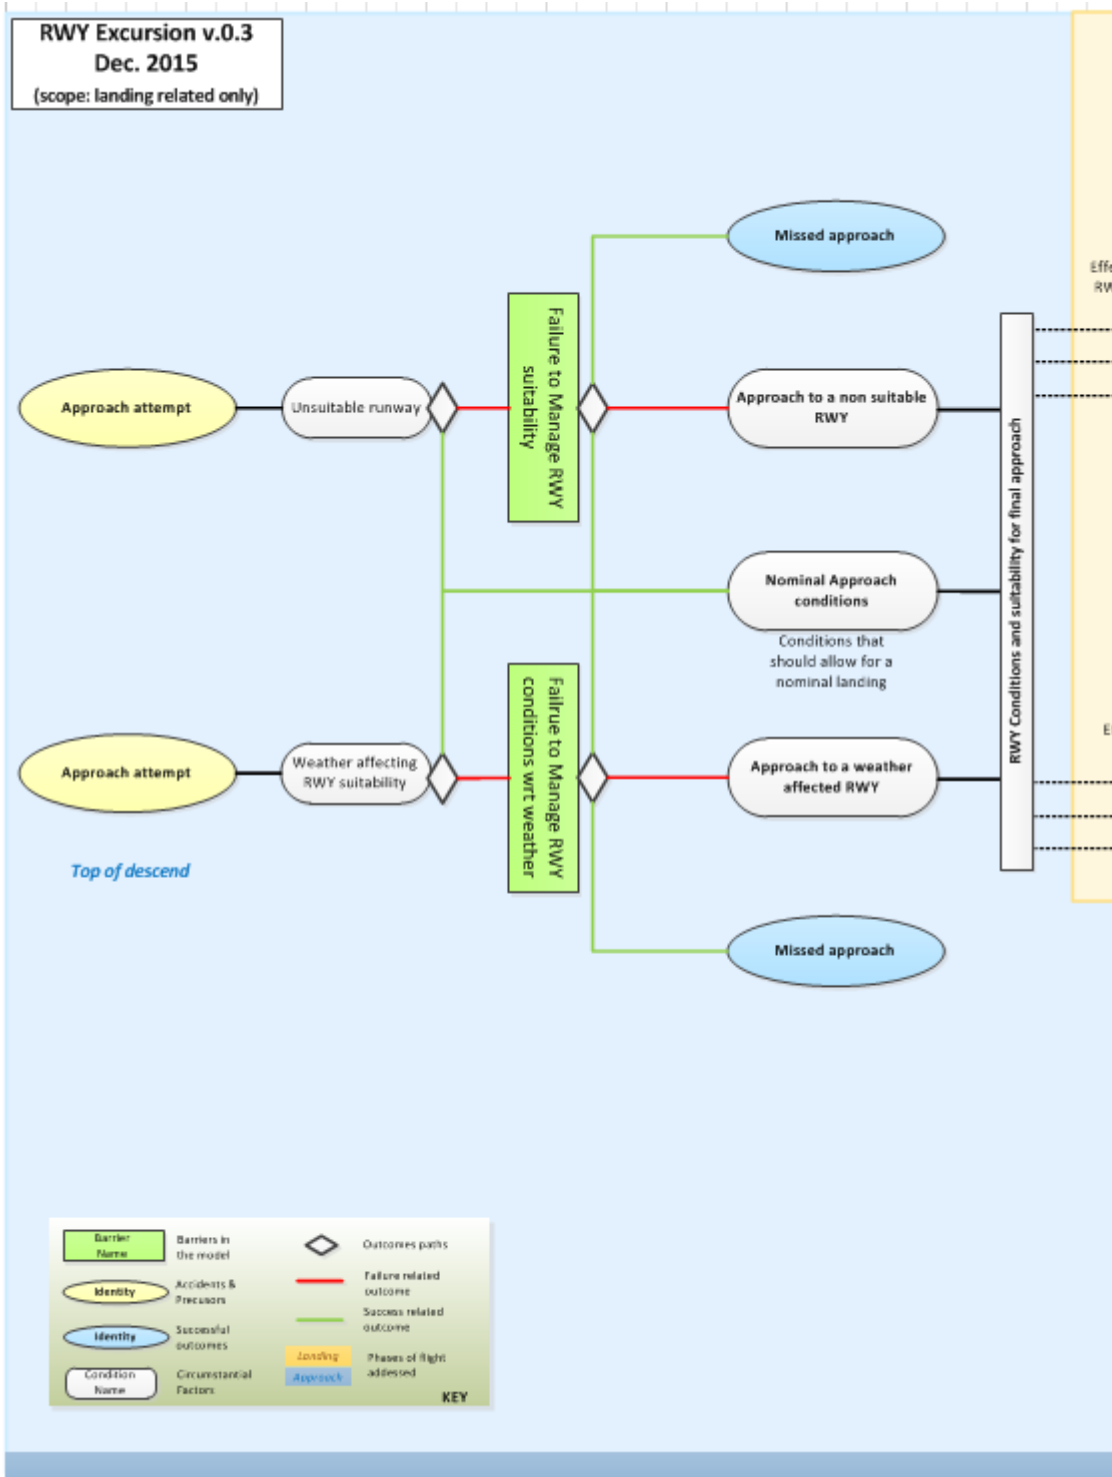 RWY Excursion v.0.3
Dec. 2015
(scope: landing related only)
Missed approach
Effe
RW
Failure to Manage RWY
suitability
Approach attempt
Unsuitable runway
Approach to a non suitable
RWY
RWY Conditions and suitability for final approach
Nominal Approach
conditions
Conditions that
should allow for a
nominal landing
Failrue to Manage RWY
conditions wrt weather
Approach attempt
Weather affecting
RWY suitability
Approach to a weather
affected RWY
Top of descend
Missed approach
Barrier
Name
Barriers in
the model
Outcomes paths
Identity
Accidents &
Precusors
Failure related
outcome
Identity
Successful
outcomes
Success related
outcome
Condition
Name
Circumstantial
Factors
Landing
Approach
Phases of flight
addessed
KEY